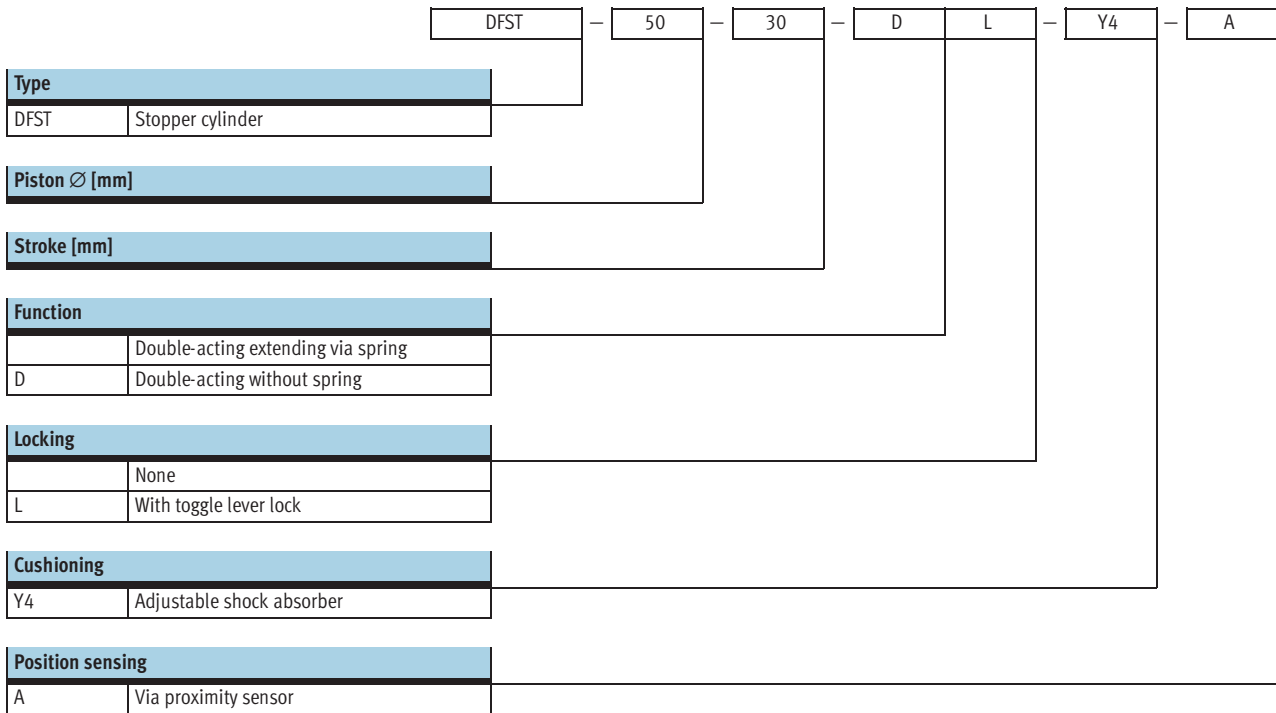 DFST — 50 — 30 — D L — Y4 — A
Type
DFST Stopper cylinder
Piston ∅ [mm]
Stroke [mm]
Function
Double-acting extending via spring
D Double-acting without spring
Locking
None
L With toggle lever lock
Cushioning
Y4 Adjustable shock absorber
Position sensing
A Via proximity sensor